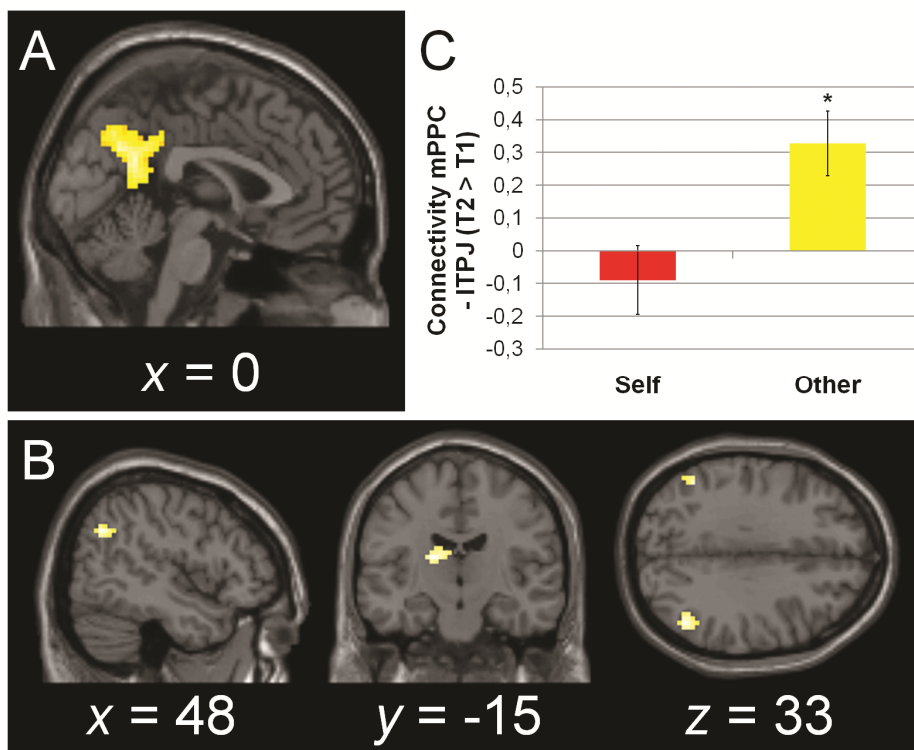 A
x = 0
C
Connectivity mPPC
- lTPJ (T2 > T1)
0,5
0,4
0,3
0,2
0,1
0
-0,1
-0,2
-0,3
*
Self
Other
B
x = 48
y = -15
z = 33